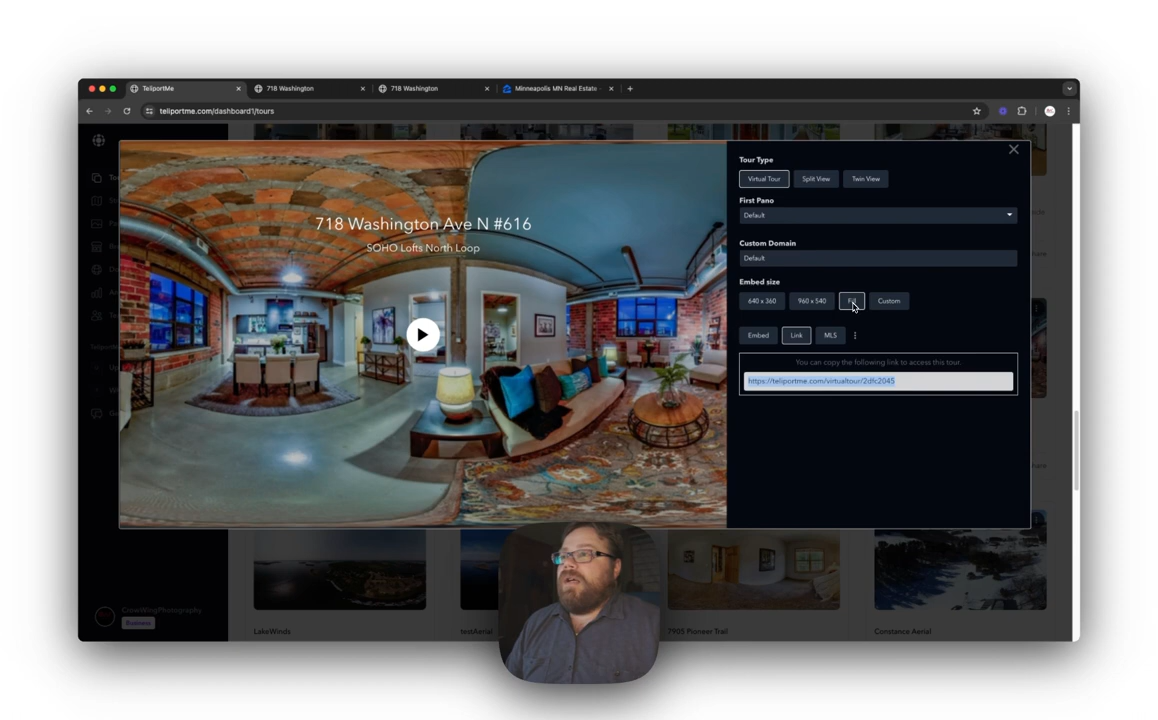 TeliportMe
718 Washington
718 Washington
Minneapolis MN Real Estate -
teliportme.com/dashboard1/tours
718 Washington Ave N #616
SOHO Lofts North Loop
Tour Type
Virtual Tour
Split View
Twin View
First Pano
Default
Custom Domain
Default
Embed size
640 x 360
960 x 540
Custom
Embed
Link
MLS
You can copy the following link to access this tour.
https://teliportme.com/virtualtour/2dfc2045
CrowWingPhotography
Business
LakeWinds
testAerial
7905 Pioneer Trail
Constance Aerial